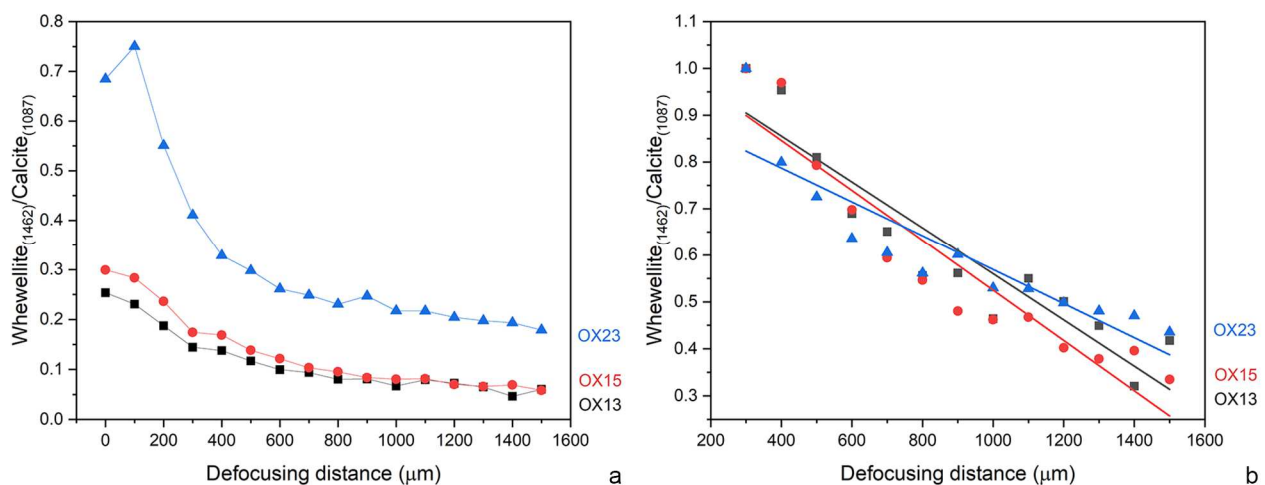 Whewellite(1462)/Calcite(1087)
0.8
0.7
0.6
0.5
0.4
0.3
0.2
0.1
0.0
0 200 400 600 800 1000 1200 1400 1600
Defocusing distance (μm)
OX23
OX15
OX13
a
Whewellite(1462)/Calcite(1087)
1.1
1.0
0.9
0.8
0.7
0.6
0.5
0.4
0.3
200 400 600 800 1000 1200 1400 1600
Defocusing distance (μm)
OX23
OX15
OX13
b